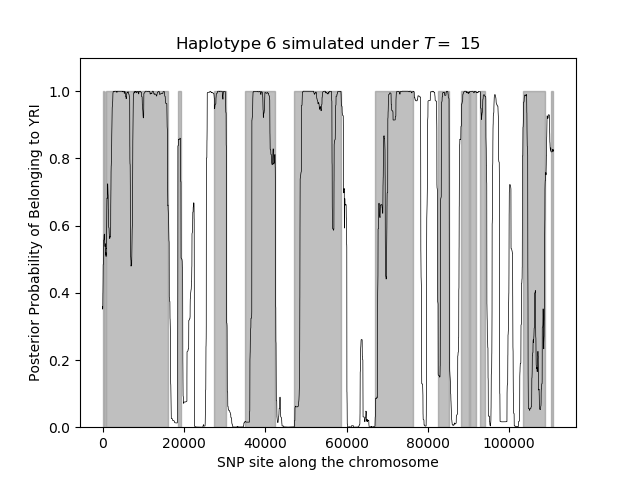 Haplotype 6 simulated under T = 15
Posterior Probability of Belonging to YRI
1.0
0.8
0.6
0.4
0.2
0.0
0 20000 40000 60000 80000 100000
SNP site along the chromosome